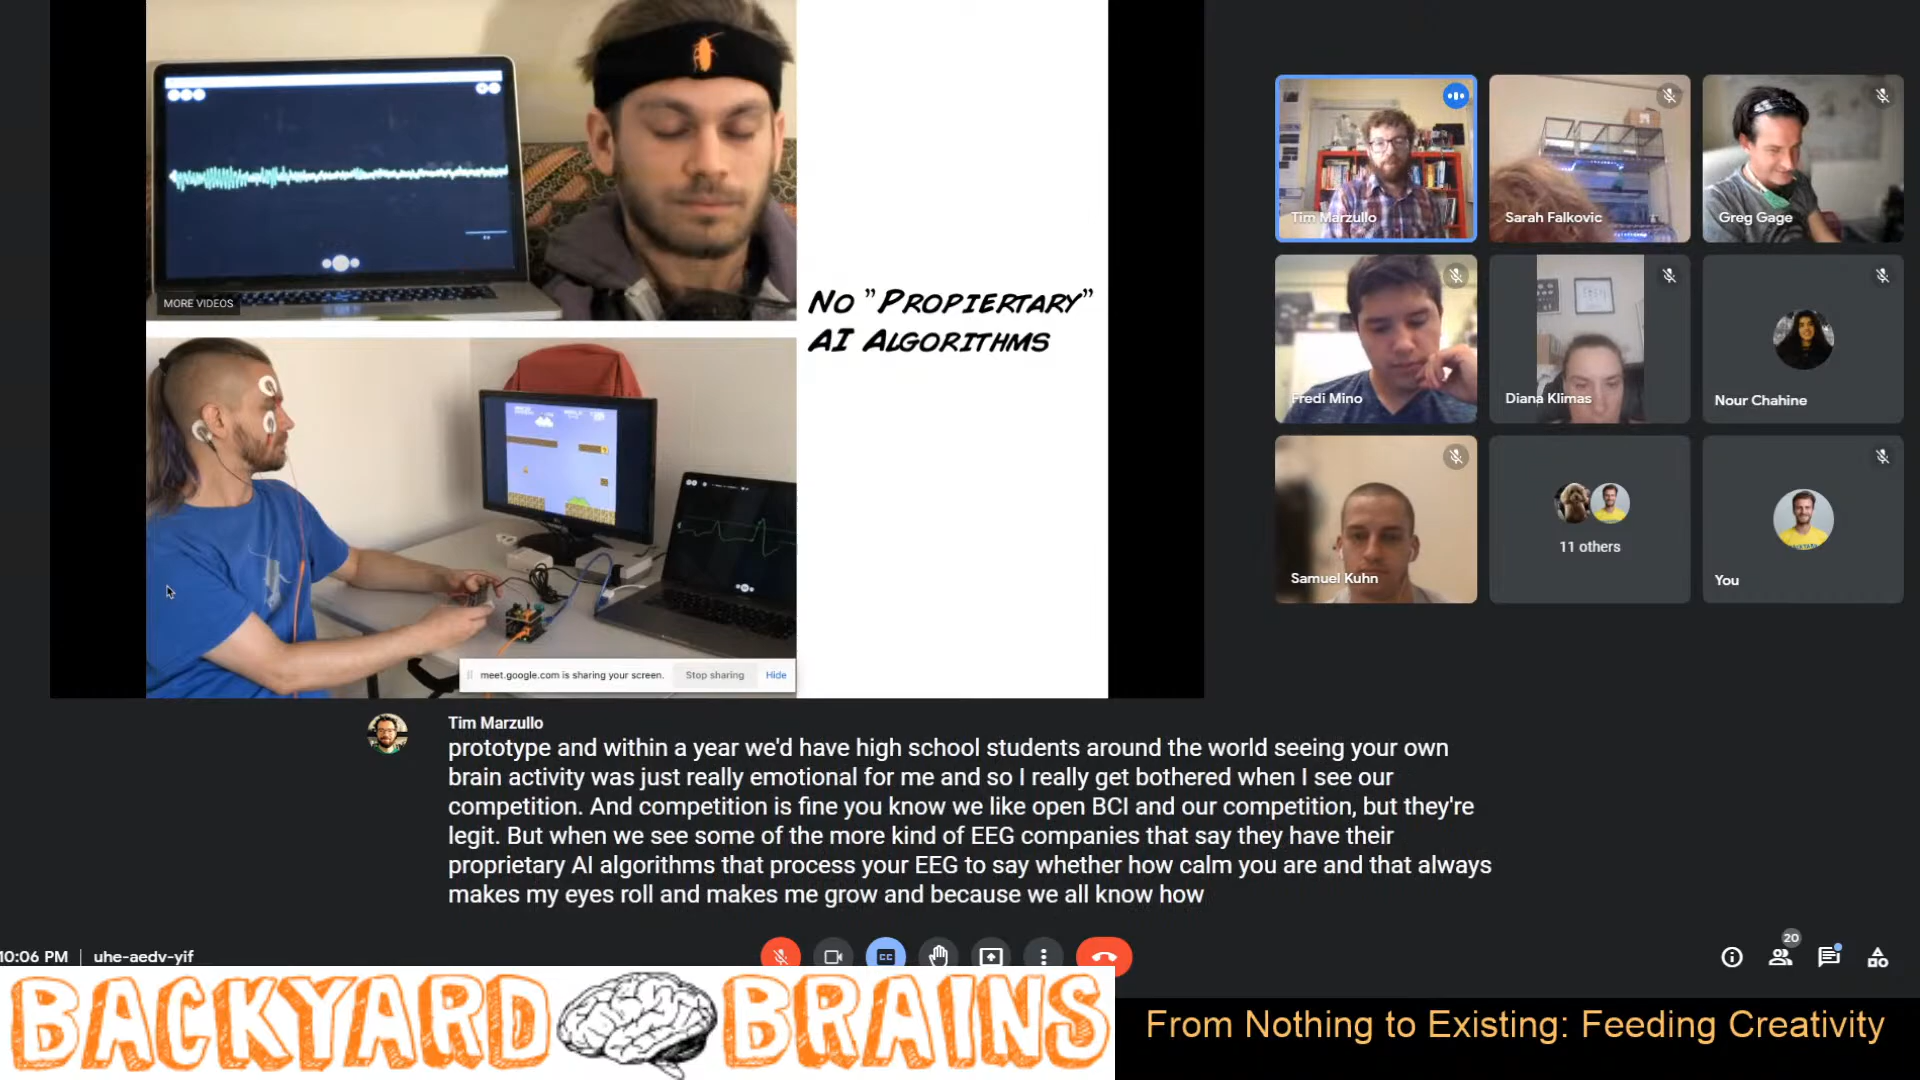 MORE VIDEOS
No "Propiertary"
AI Algorithms
meet.google.com is sharing your screen.
Stop sharing
Hide
Tim Marzullo
Sarah Falkovic
Greg Gage
Fredi Mino
Diana Klimas
Nour Chahine
Samuel Kuhn
11 others
You
Tim Marzullo
prototype and within a year we'd have high school students around the world seeing your own
brain activity was just really emotional for me and so I really get bothered when I see our
competition. And competition is fine you know we like open BCI and our competition, but they're
legit. But when we see some of the more kind of EEG companies that say they have their
proprietary AI algorithms that process your EEG to say whether how calm you are and that always
makes my eyes roll and makes me grow and because we all know how
10:06 PM | uhe-aedv-yif
CC
20
BACKYARD BRAINS
From Nothing to Existing: Feeding Creativity